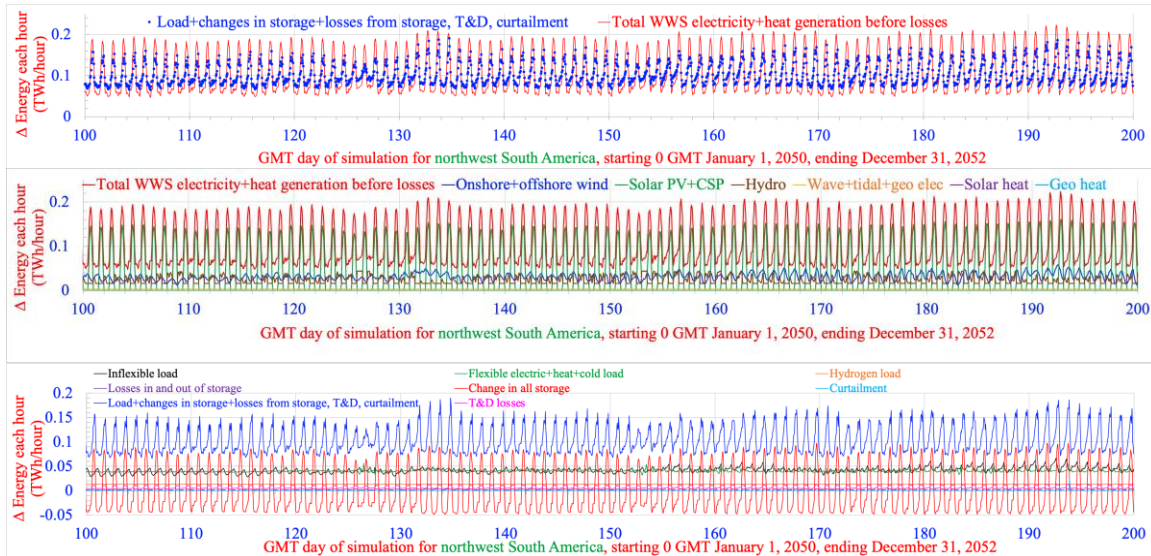 Load+changes in storage+losses from storage, T&D, curtailment Total WWS electricity+heat generation before losses
Δ Energy each hour
(TWh/hour)
0.2
0.1
0
100 110 120 130 140 150 160 170 180 190 200
GMT day of simulation for northwest South America, starting 0 GMT January 1, 2050, ending December 31, 2052
Total WWS electricity+heat generation before losses Onshore+offshore wind Solar PV+CSP Hydro Wave+tidal+geo elec Solar heat Geo heat
Δ Energy each hour
(TWh/hour)
0.2
0.1
0
100 110 120 130 140 150 160 170 180 190 200
GMT day of simulation for northwest South America, starting 0 GMT January 1, 2050, ending December 31, 2052
Inflexible load Flexible electric+heat+cold load Hydrogen load
Losses in and out of storage Change in all storage Curtailment
Load+changes in storage+losses from storage, T&D, curtailment T&D losses
Δ Energy each hour
(TWh/hour)
0.2
0.15
0.1
0.05
0
-0.05
100 110 120 130 140 150 160 170 180 190 200
GMT day of simulation for northwest South America, starting 0 GMT January 1, 2050, ending December 31, 2052